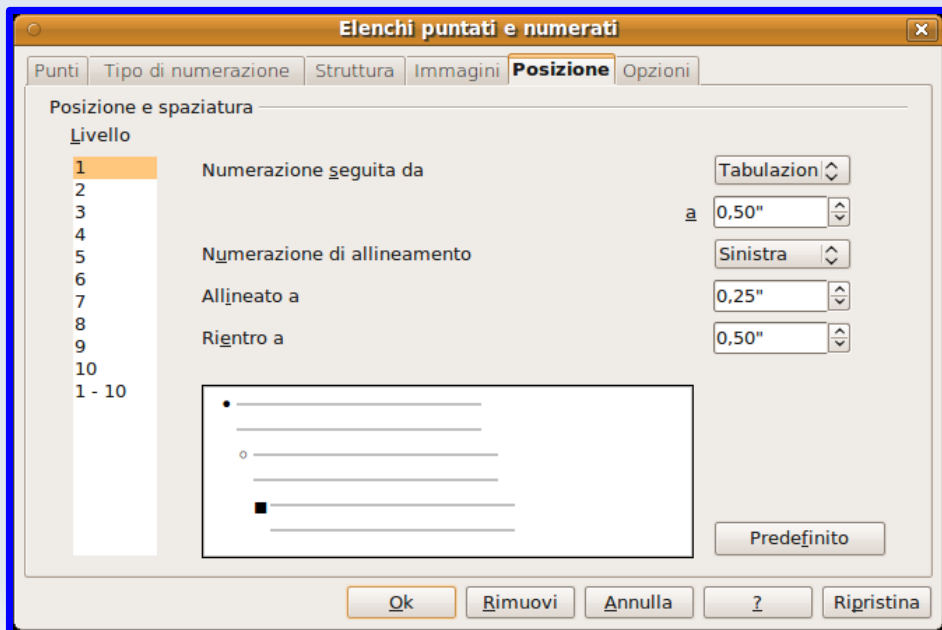 Elenchi puntati e numerati
Punti Tipo di numerazione Struttura Immagini Posizione Opzioni
Posizione e spaziatura
Livello
1
2
3
4
5
6
7
8
9
10
1 - 10
Numerazione seguita da Tabulazion
a 0,50"
Numerazione di allineamento Sinistra
Allineato a 0,25"
Rientro a 0,50"
Predefinito
Ok Rimuovi Annulla ? Ripristina